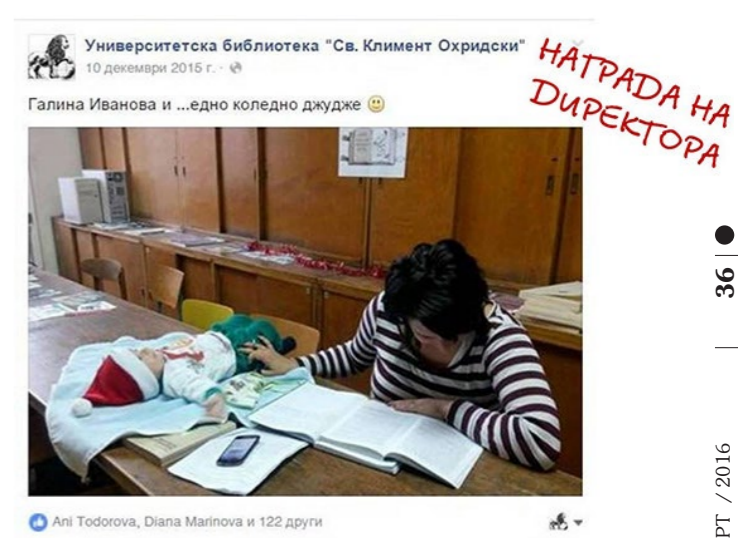 Университетска библиотека "Св. Климент Охридски"
10 декември 2015 г.
Галина Иванова и ...едно коледно джудже
НАГРАДА НА
ДИРЕКТОРА
Ani Todorova, Diana Marinova и 122 други
36
РТ / 2016